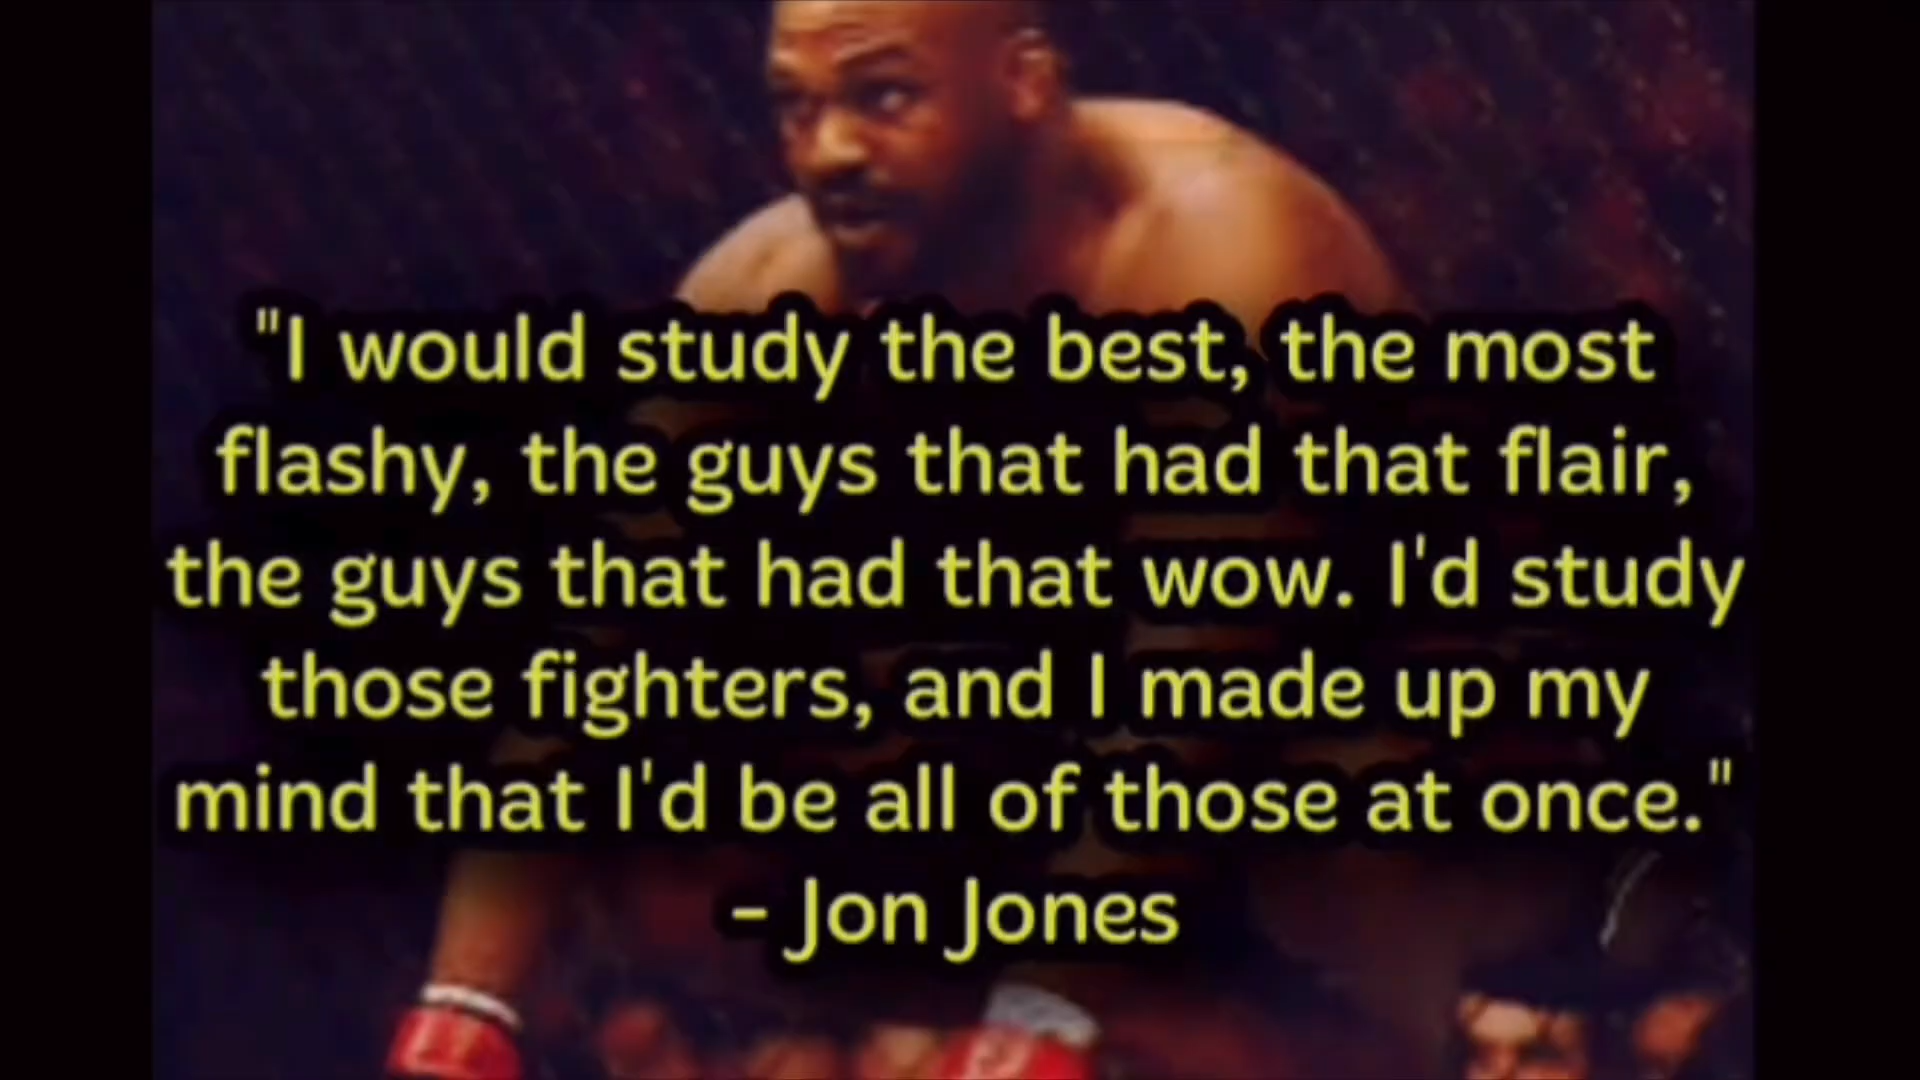 "I would study the best, the most
flashy, the guys that had that flair,
the guys that had that wow. I'd study
those fighters, and I made up my
mind that I'd be all of those at once."
- Jon Jones